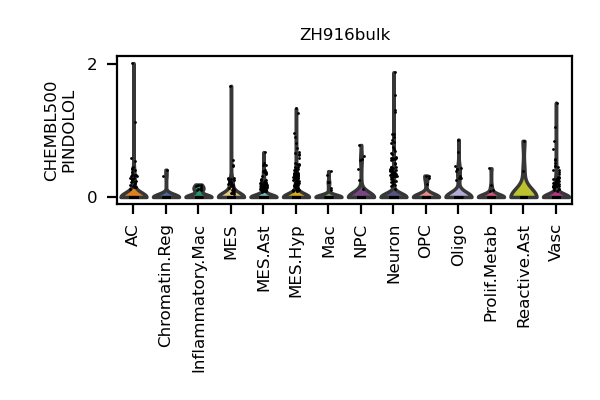 ZH916bulk
CHEMBL500
PINDOLOL
2
0
AC
Chromatin.Reg
Inflammatory.Mac
MES
MES.Ast
MES.Hyp
Mac
NPC
Neuron
OPC
Oligo
Prolif.Metab
Reactive.Ast
Vasc